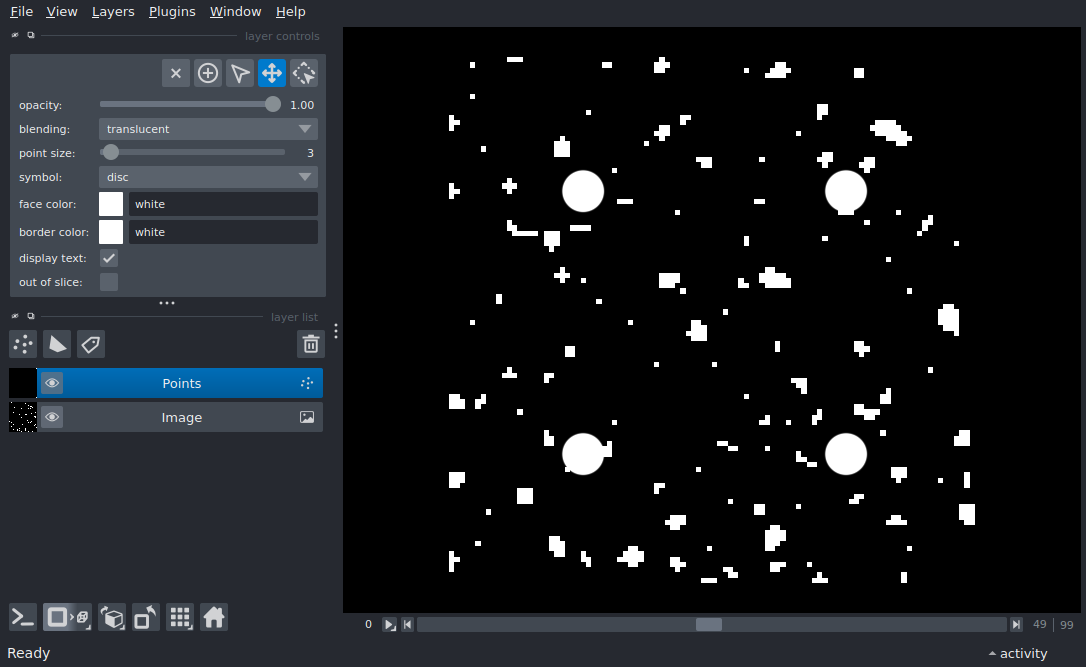 File View Layers Plugins Window Help
layer controls
opacity: 1.00
blending: translucent
point size: 3
symbol: disc
face color: white
border color: white
display text:
out of slice:
layer list
Points
Image
0 49 99
Ready activity